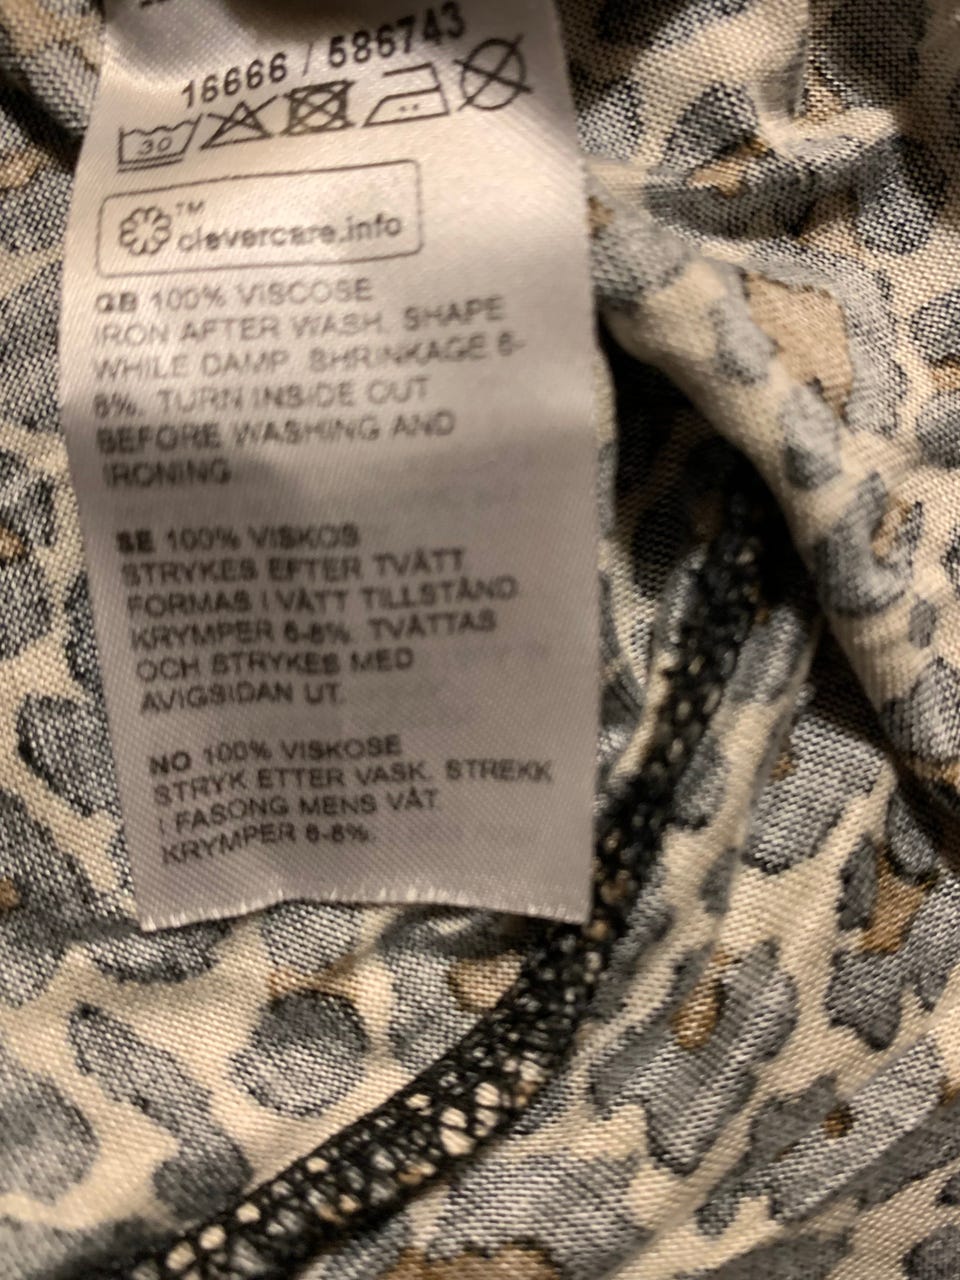 16666 / 586743
30
TM
clevercare.info
GB 100% VISCOSE
IRON AFTER WASH. SHAPE
WHILE DAMP. SHRINKAGE 6-
8%. TURN INSIDE OUT
BEFORE WASHING AND
IRONING
SE 100% VISKOS
STRYKES EFTER TVÄTT
FORMAS I VÅTT TILLSTÅND.
KRYMPER 6-8%. TVÄTTAS
OCH STRYKES MED
AVIGSIDAN UT.
NO 100% VISKOSE
STRYK ETTER VASK. STREKK
I FASONG MENS VÅT
KRYMPER 6-8%.